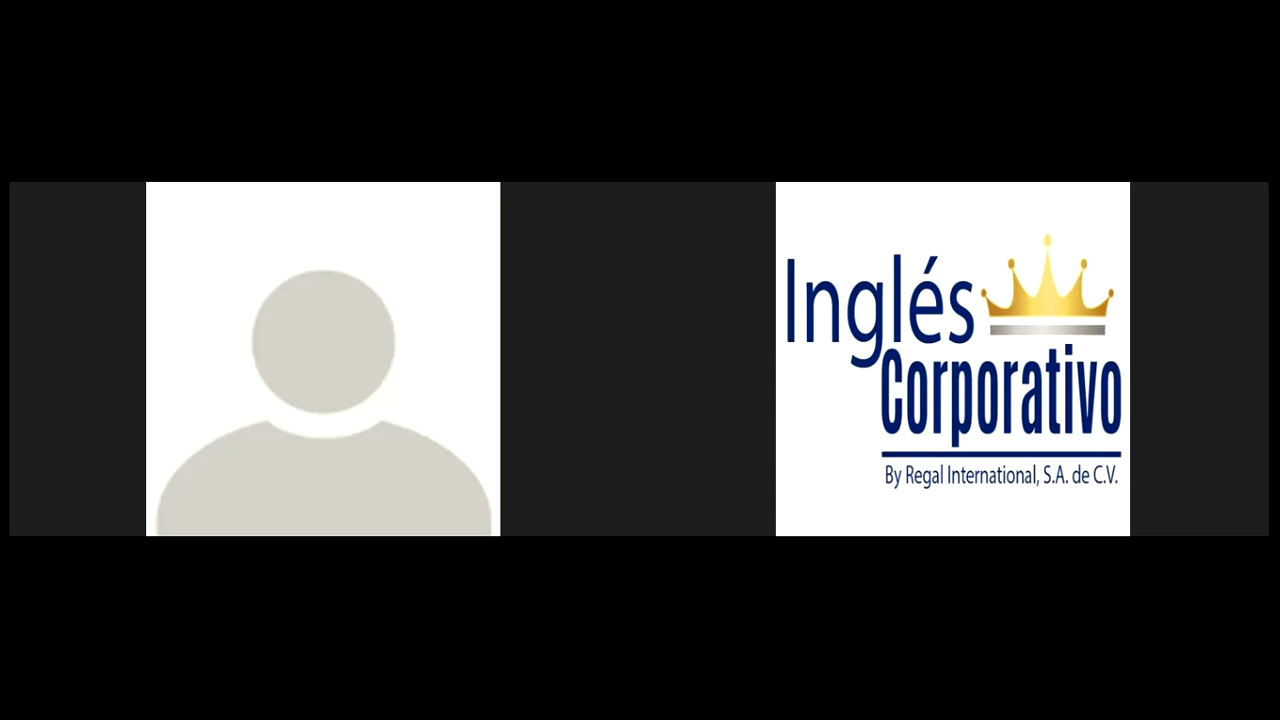 Inglés
Corporativo
By Regal International, S.A. de C.V.